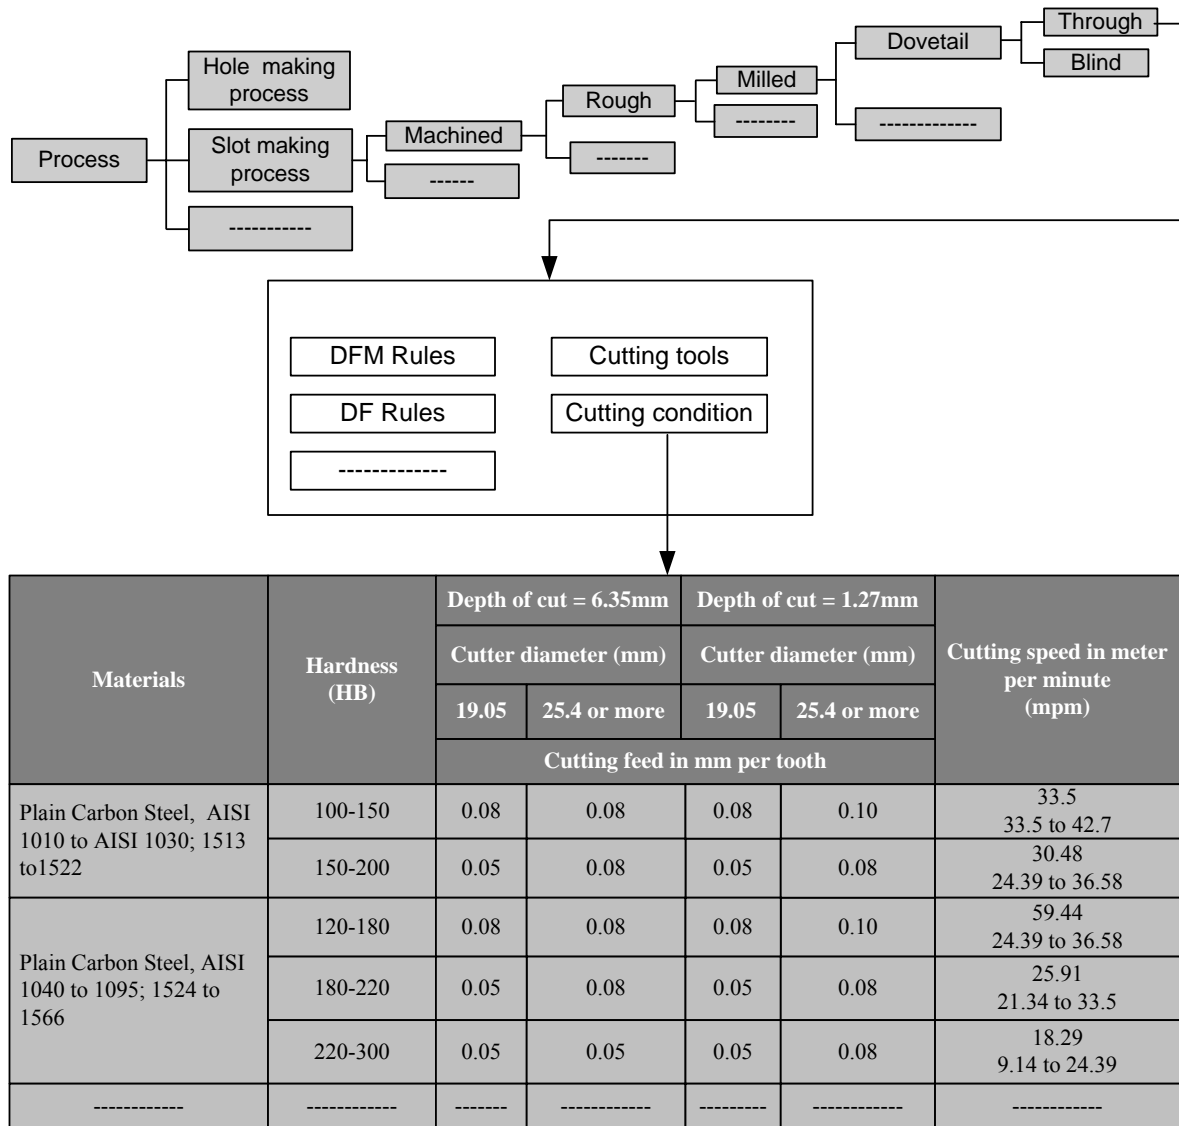 Through
Dovetail
Blind
Milled
Rough
---------
-------------
Hole making
process
Machined
-------
Process
Slot making
process
------
-----------
DFM Rules
Cutting tools
DF Rules
Cutting condition
-------------
Materials
Hardness
(HB)
Depth of cut = 6.35mm
Depth of cut = 1.27mm
Cutting speed in meter
per minute
(mpm)
Cutter diameter (mm)
Cutter diameter (mm)
19.05
25.4 or more
19.05
25.4 or more
Cutting feed in mm per tooth
Plain Carbon Steel, AISI
1010 to AISI 1030; 1513
to1522
100-150
0.08
0.08
0.08
0.10
33.5
33.5 to 42.7
150-200
0.05
0.08
0.05
0.08
30.48
24.39 to 36.58
Plain Carbon Steel, AISI
1040 to 1095; 1524 to
1566
120-180
0.08
0.08
0.08
0.10
59.44
24.39 to 36.58
180-220
0.05
0.08
0.05
0.08
25.91
21.34 to 33.5
220-300
0.05
0.05
0.05
0.08
18.29
9.14 to 24.39
------------
------------
-------
------------
---------
------------
------------